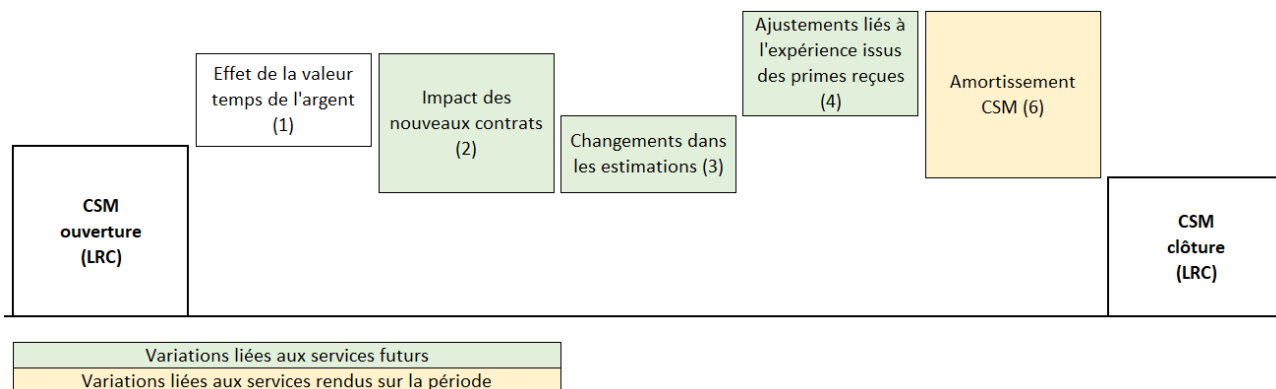 Effet de la valeur
temps de l'argent
(1)
Impact des
nouveaux contrats
(2)
Changements dans
les estimations (3)
Ajustements liés à
l'expérience issus
des primes reçues
(4)
Amortissement
CSM (6)
CSM
ouverture
(LRC)
CSM
clôture
(LRC)
Variations liées aux services futurs
Variations liées aux services rendus sur la période